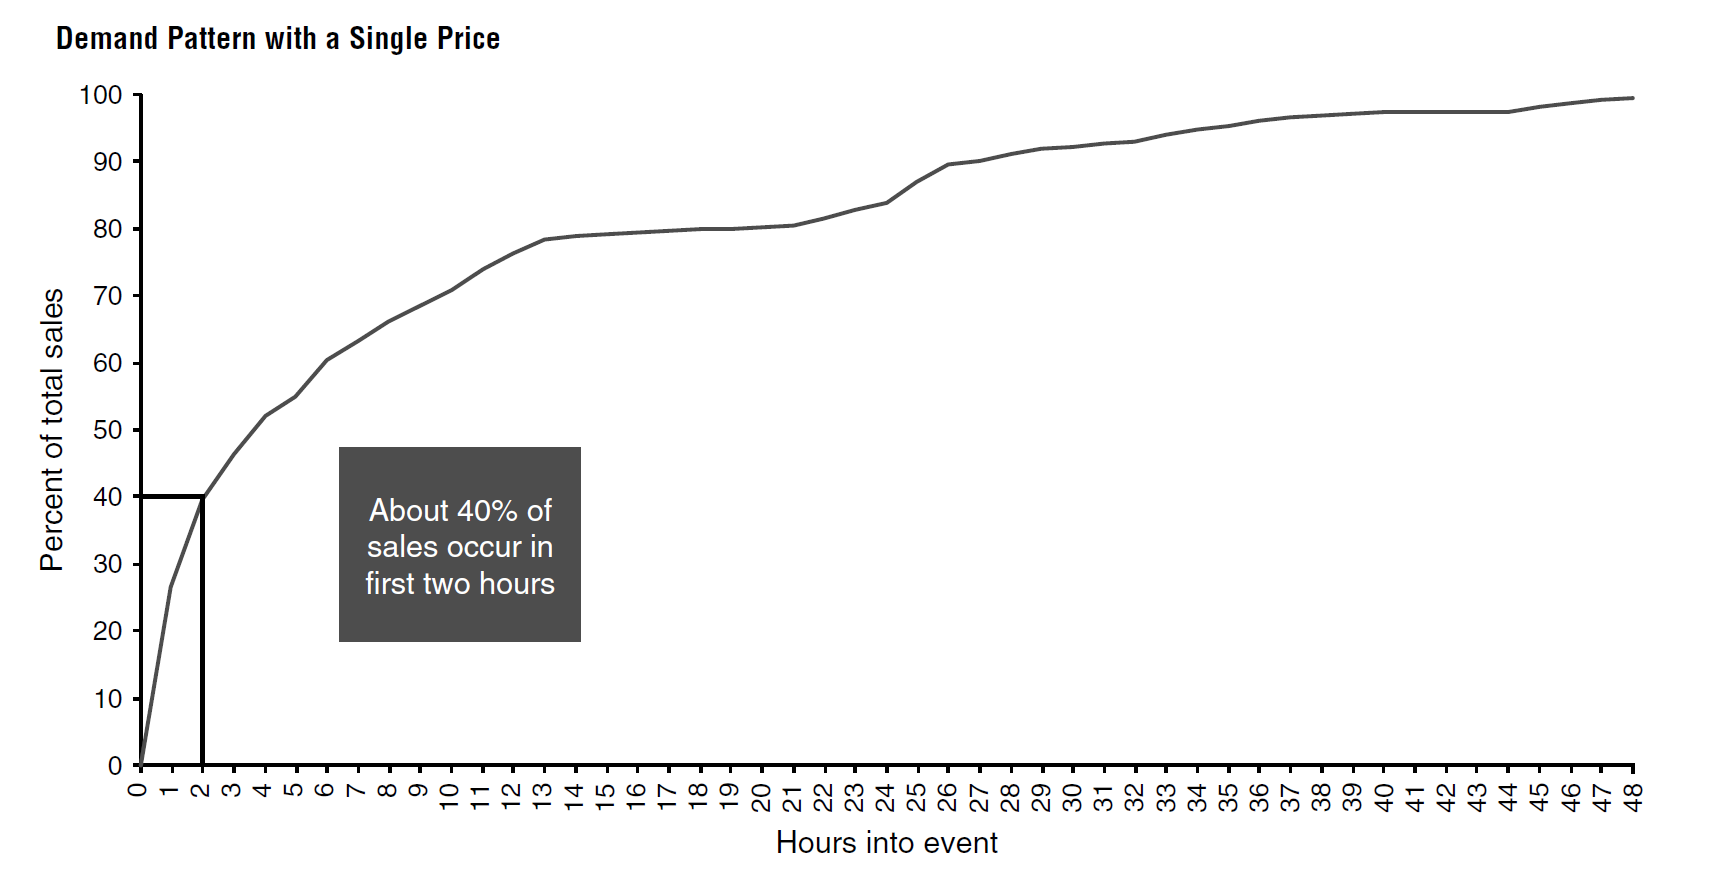 Demand Pattern with a Single Price
Percent of total sales
100
90
80
70
60
50
40
30
20
10
0
About 40% of
sales occur in
first two hours
0 1 2 3 4 5 6 7 8 9 10 11 12 13 14 15 16 17 18 19 20 21 22 23 24 25 26 27 28 29 30 31 32 33 34 35 36 37 38 39 40 41 42 43 44 45 46 47 48
Hours into event